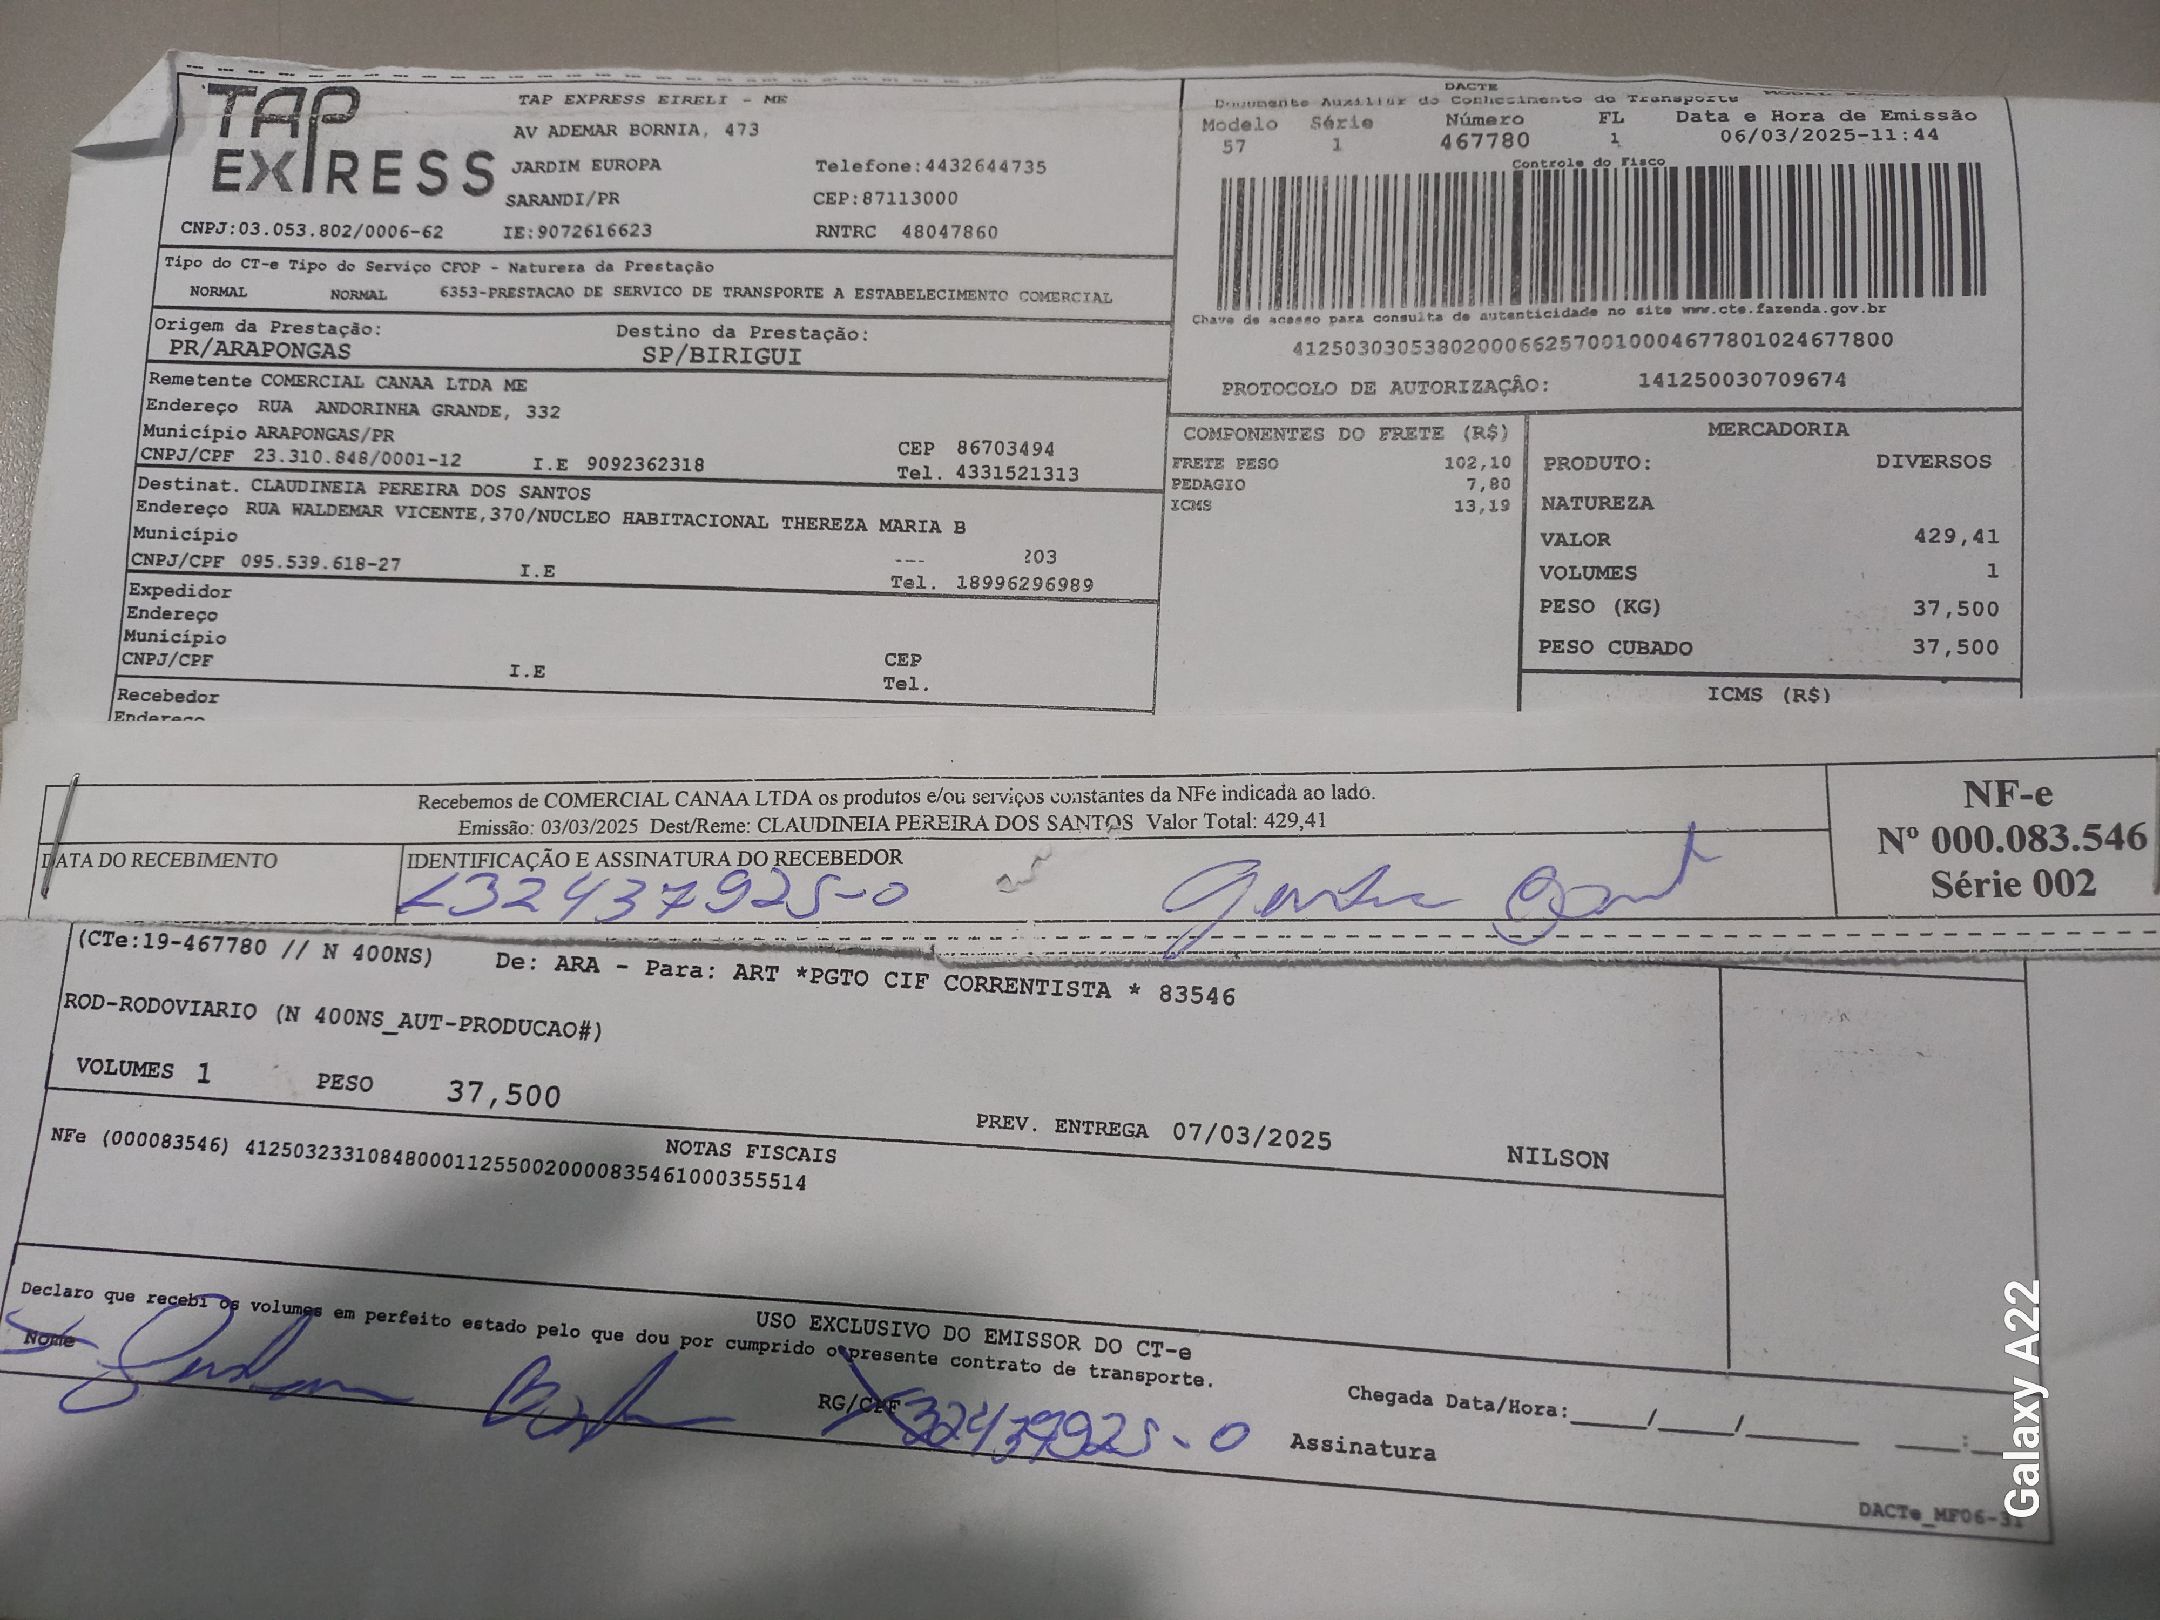 TAP EXPRESS
TAP EXPRESS EIRELI - ME
AV ADEMAR BORNIA, 473
JARDIM EUROPA Telefone:4432644735
SARANDI/PR CEP:87113000
CNPJ:03.053.802/0006-62 IE:9072616623 RNTRC 48047860
DACTE
Documento Auxiliar do Conhecimento de Transporte
Modelo Série Número FL Data e Hora de Emissão
57 1 467780 1 06/03/2025-11:44
Controle do Fisco
Chave de acesso para consulta de autenticidade no site www.cte.fazenda.gov.br
41250303053802000662570010004677801024677800
PROTOCOLO DE AUTORIZAÇÃO: 141250030709674
Tipo do CT-e Tipo do Serviço CFOP - Natureza da Prestação
NORMAL NORMAL 6353-PRESTACAO DE SERVICO DE TRANSPORTE A ESTABELECIMENTO COMERCIAL
Origem da Prestação: Destino da Prestação:
PR/ARAPONGAS SP/BIRIGUI
Remetente COMERCIAL CANAA LTDA ME
Endereço RUA ANDORINHA GRANDE, 332
Município ARAPONGAS/PR CEP 86703494
CNPJ/CPF 23.310.848/0001-12 I.E 9092362318 Tel. 4331521313
Destinat. CLAUDINEIA PEREIRA DOS SANTOS
Endereço RUA WALDEMAR VICENTE,370/NUCLEO HABITACIONAL THEREZA MARIA B
Município 203
CNPJ/CPF 095.539.618-27 I.E Tel. 18996296989
Expedidor
Endereço
Município CEP
CNPJ/CPF I.E Tel.
Recebedor
Endereço
COMPONENTES DO FRETE (R$)
FRETE PESO 102,10
PEDAGIO 7,80
ICMS 13,19
MERCADORIA
PRODUTO: DIVERSOS
NATUREZA
VALOR 429,41
VOLUMES 1
PESO (KG) 37,500
PESO CUBADO 37,500
ICMS (R$)
Recebemos de COMERCIAL CANAA LTDA os produtos e/ou serviços constantes da NFe indicada ao lado.
Emissão: 03/03/2025 Dest/Reme: CLAUDINEIA PEREIRA DOS SANTOS Valor Total: 429,41
DATA DO RECEBIMENTO IDENTIFICAÇÃO E ASSINATURA DO RECEBEDOR
32437925-0
NF-e
Nº 000.083.546
Série 002
(CTe:19-467780 // N 400NS) De: ARA - Para: ART *PGTO CIF CORRENTISTA * 83546
ROD-RODOVIARIO (N 400NS_AUT-PRODUCAO#)
VOLUMES 1 PESO 37,500
PREV. ENTREGA 07/03/2025 NILSON
NOTAS FISCAIS
NFe (000083546) 41250323310848000112550020000835461000355514
USO EXCLUSIVO DO EMISSOR DO CT-e
Declaro que recebi os volumes em perfeito estado pelo que dou por cumprido o presente contrato de transporte.
Nome RG/CPF 32437925-0 Chegada Data/Hora:____/____/______ ____:__
Assinatura
DACTe_MF06-31
Galaxy A22